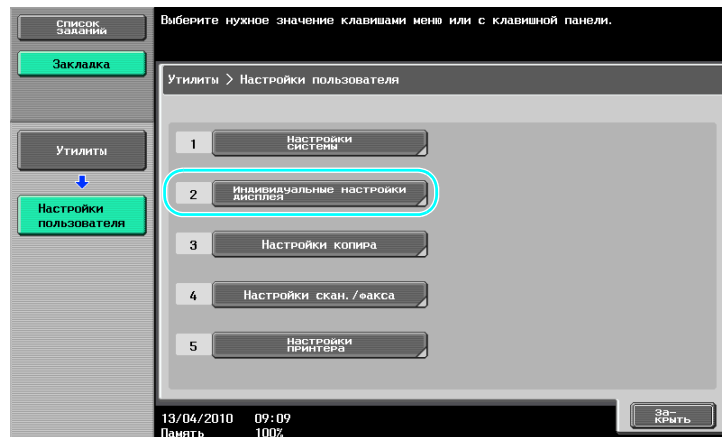 Список
заданий
Закладка
Выберите нужное значение клавишами меню или с клавишной панели.
Утилиты > Настройки пользователя
Утилиты
Настройки
пользователя
1 Настройки
системы
2 Индивидуальные настройки
дисплея
3 Настройки копира
4 Настройки скан./факса
5 Настройки
принтера
13/04/2010 09:09
Память 100%
За-
крыть